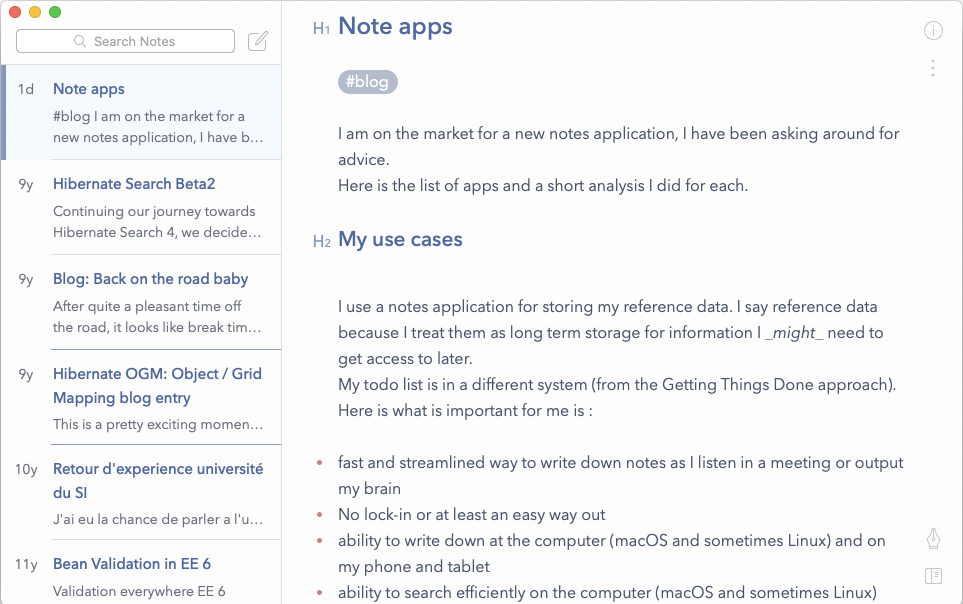 Search Notes
1d
Note apps
#blog I am on the market for a
new notes application, I have b...
9y
Hibernate Search Beta2
Continuing our journey towards
Hibernate Search 4, we decide...
9y
Blog: Back on the road baby
After quite a pleasant time off
the road, it looks like break tim...
9y
Hibernate OGM: Object / Grid
Mapping blog entry
This is a pretty exciting momen...
10y
Retour d'experience université
du SI
J'ai eu la chance de parler a l'u...
11y
Bean Validation in EE 6
Validation everywhere EE 6
H1 Note apps
#blog
I am on the market for a new notes application, I have been asking around for
advice.
Here is the list of apps and a short analysis I did for each.
H2 My use cases
I use a notes application for storing my reference data. I say reference data
because I treat them as long term storage for information I _might_ need to
get access to later.
My todo list is in a different system (from the Getting Things Done approach).
Here is what is important for me is :
• fast and streamlined way to write down notes as I listen in a meeting or output
my brain
• No lock-in or at least an easy way out
• ability to write down at the computer (macOS and sometimes Linux) and on
my phone and tablet
• ability to search efficiently on the computer (macOS and sometimes Linux)